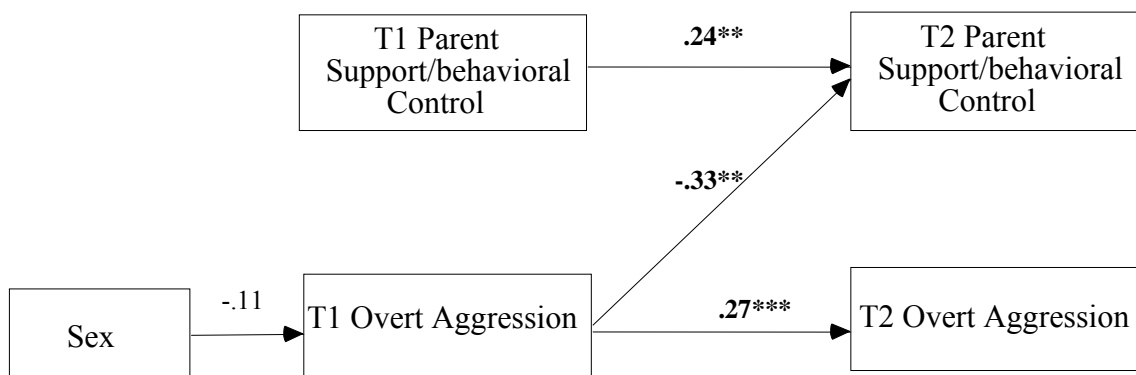 T1 Parent
Support/behavioral
Control
.24**
T2 Parent
Support/behavioral
Control
-.33**
Sex
-.11
T1 Overt Aggression
.27***
T2 Overt Aggression